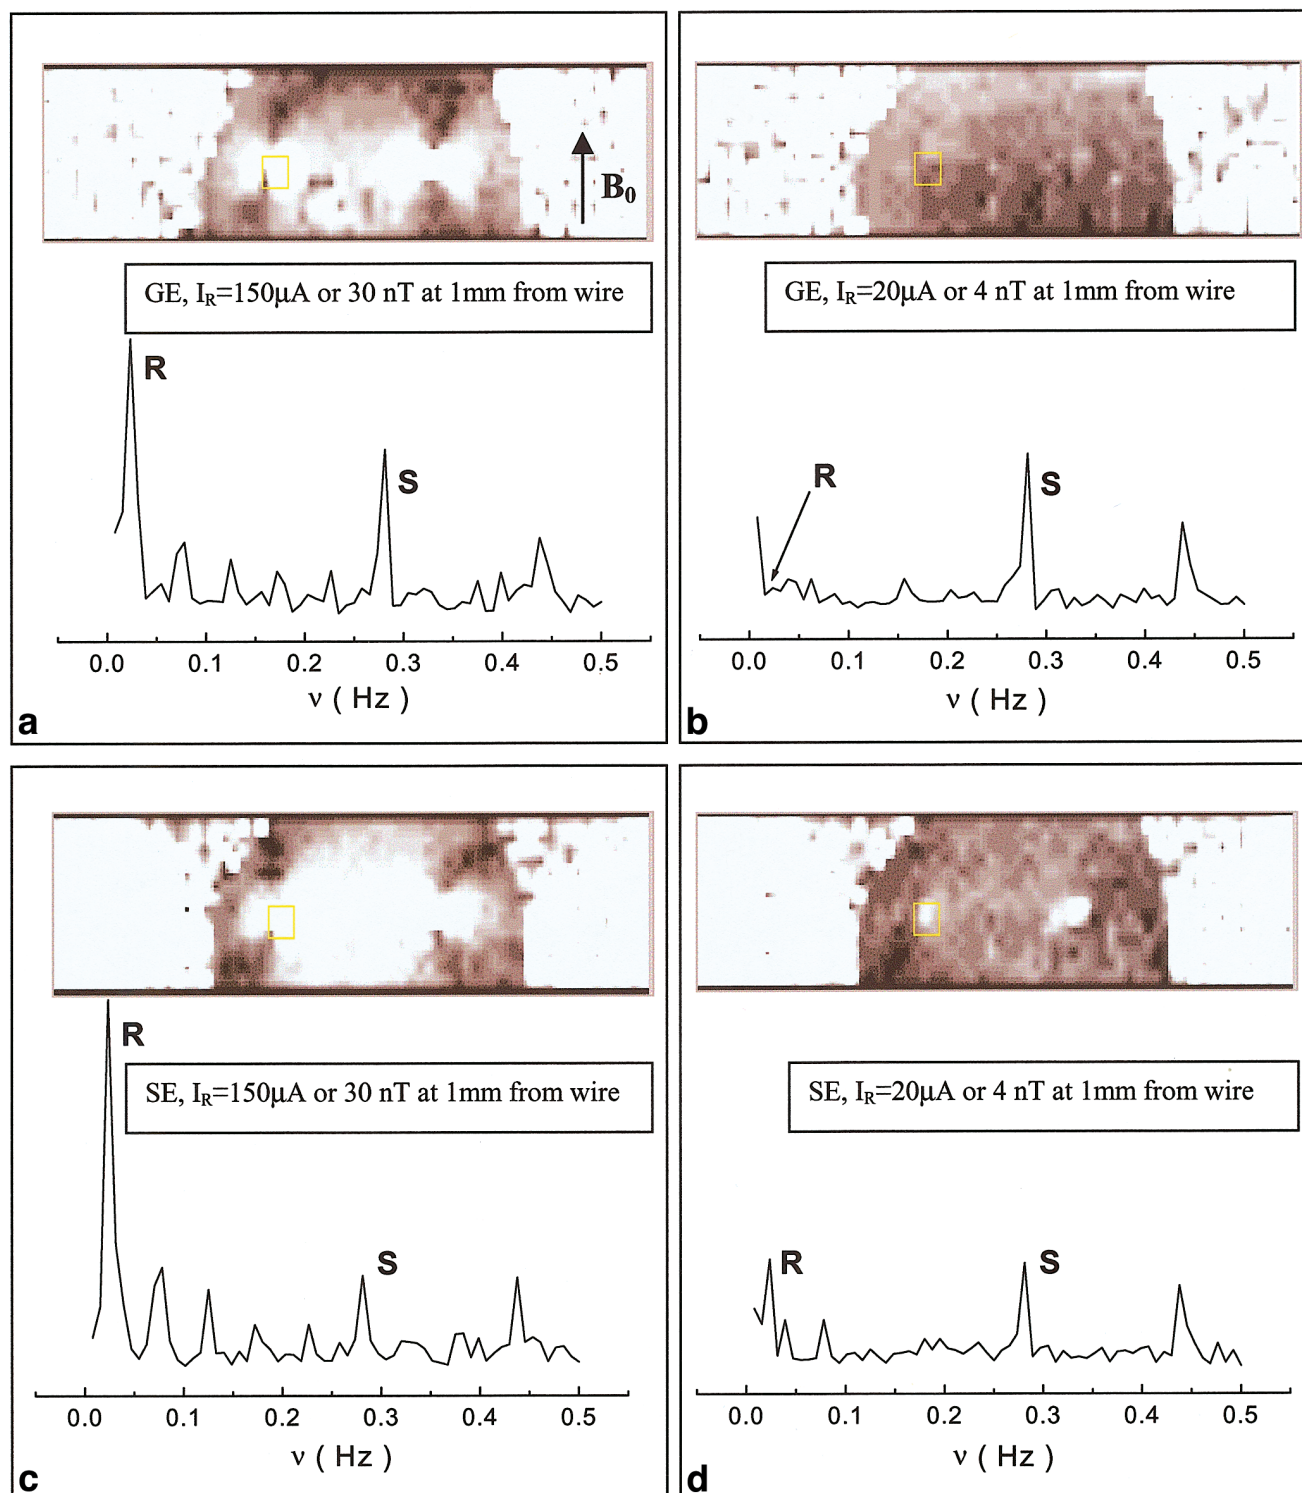 B₀
GE, I_R=150μA or 30 nT at 1mm from wire
R
S
0.0 0.1 0.2 0.3 0.4 0.5
ν ( Hz )
a
GE, I_R=20μA or 4 nT at 1mm from wire
R
S
0.0 0.1 0.2 0.3 0.4 0.5
ν ( Hz )
b
R
SE, I_R=150μA or 30 nT at 1mm from wire
S
0.0 0.1 0.2 0.3 0.4 0.5
ν ( Hz )
c
SE, I_R=20μA or 4 nT at 1mm from wire
R
S
0.0 0.1 0.2 0.3 0.4 0.5
ν ( Hz )
d